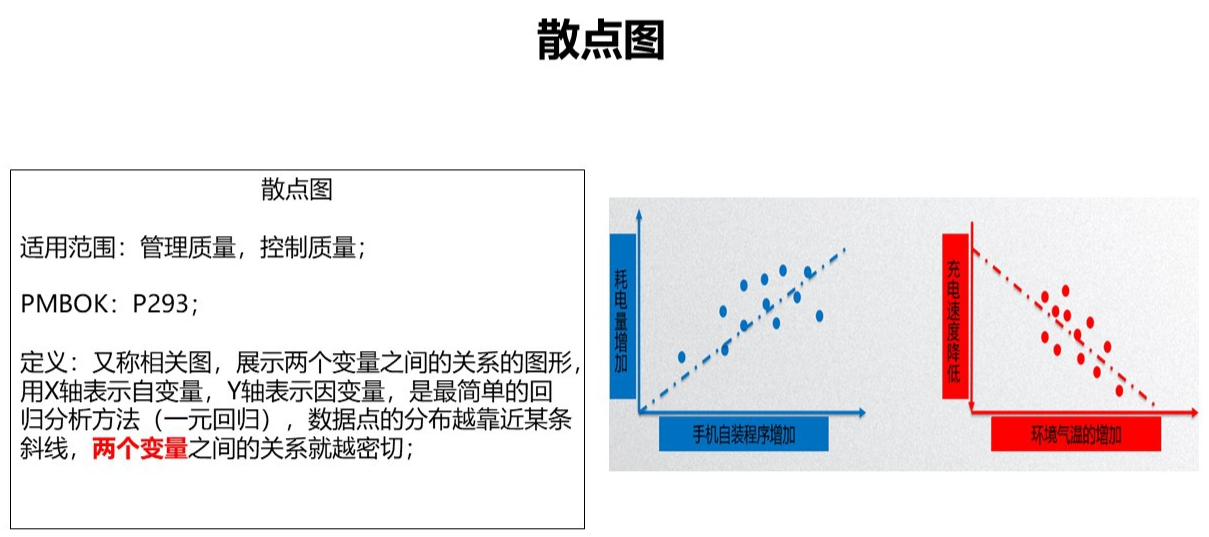 散点图
散点图
适用范围：管理质量，控制质量；
PMBOK：P293；
定义：又称相关图，展示两个变量之间的关系的图形，
用X轴表示自变量，Y轴表示因变量，是最简单的回
归分析方法（一元回归），数据点的分布越靠近某条
斜线，两个变量之间的关系就越密切；
耗电量增加
手机自装程序增加
充电速度降低
环境气温的增加